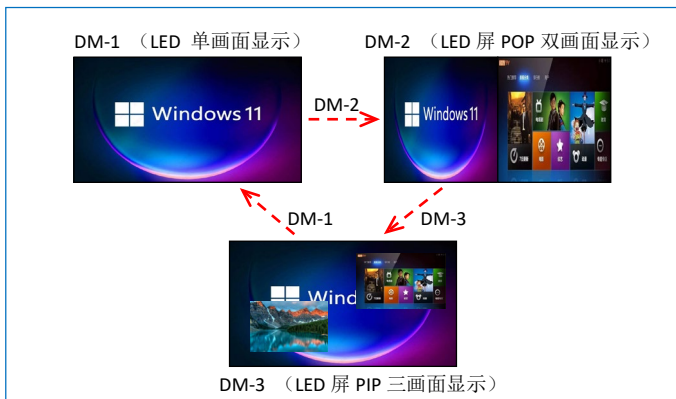 DM-1 （LED 单画面显示）
DM-2 （LED 屏 POP 双画面显示）
Windows 11
DM-2
Windows 11
DM-1
DM-3
Wind
DM-3 （LED 屏 PIP 三画面显示）